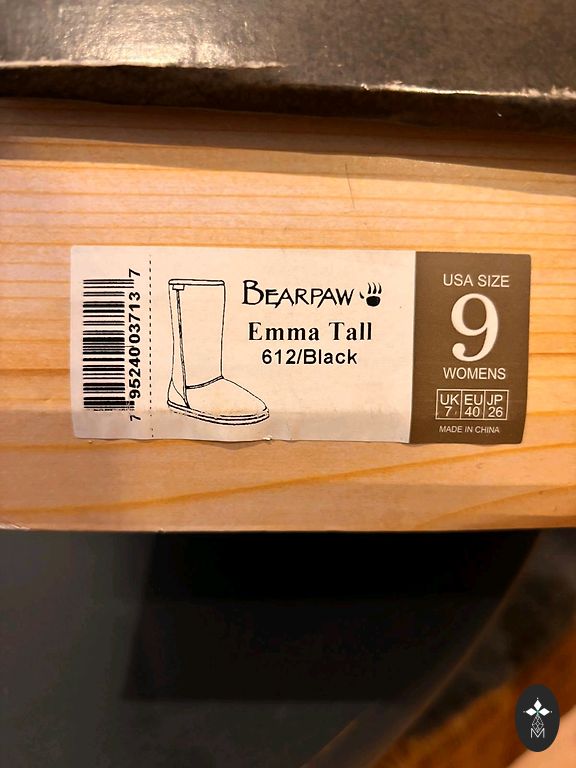 7 95240 03713 7
BEARPAW
Emma Tall
612/Black
USA SIZE
9
WOMENS
UK EU JP
7 40 26
MADE IN CHINA
M